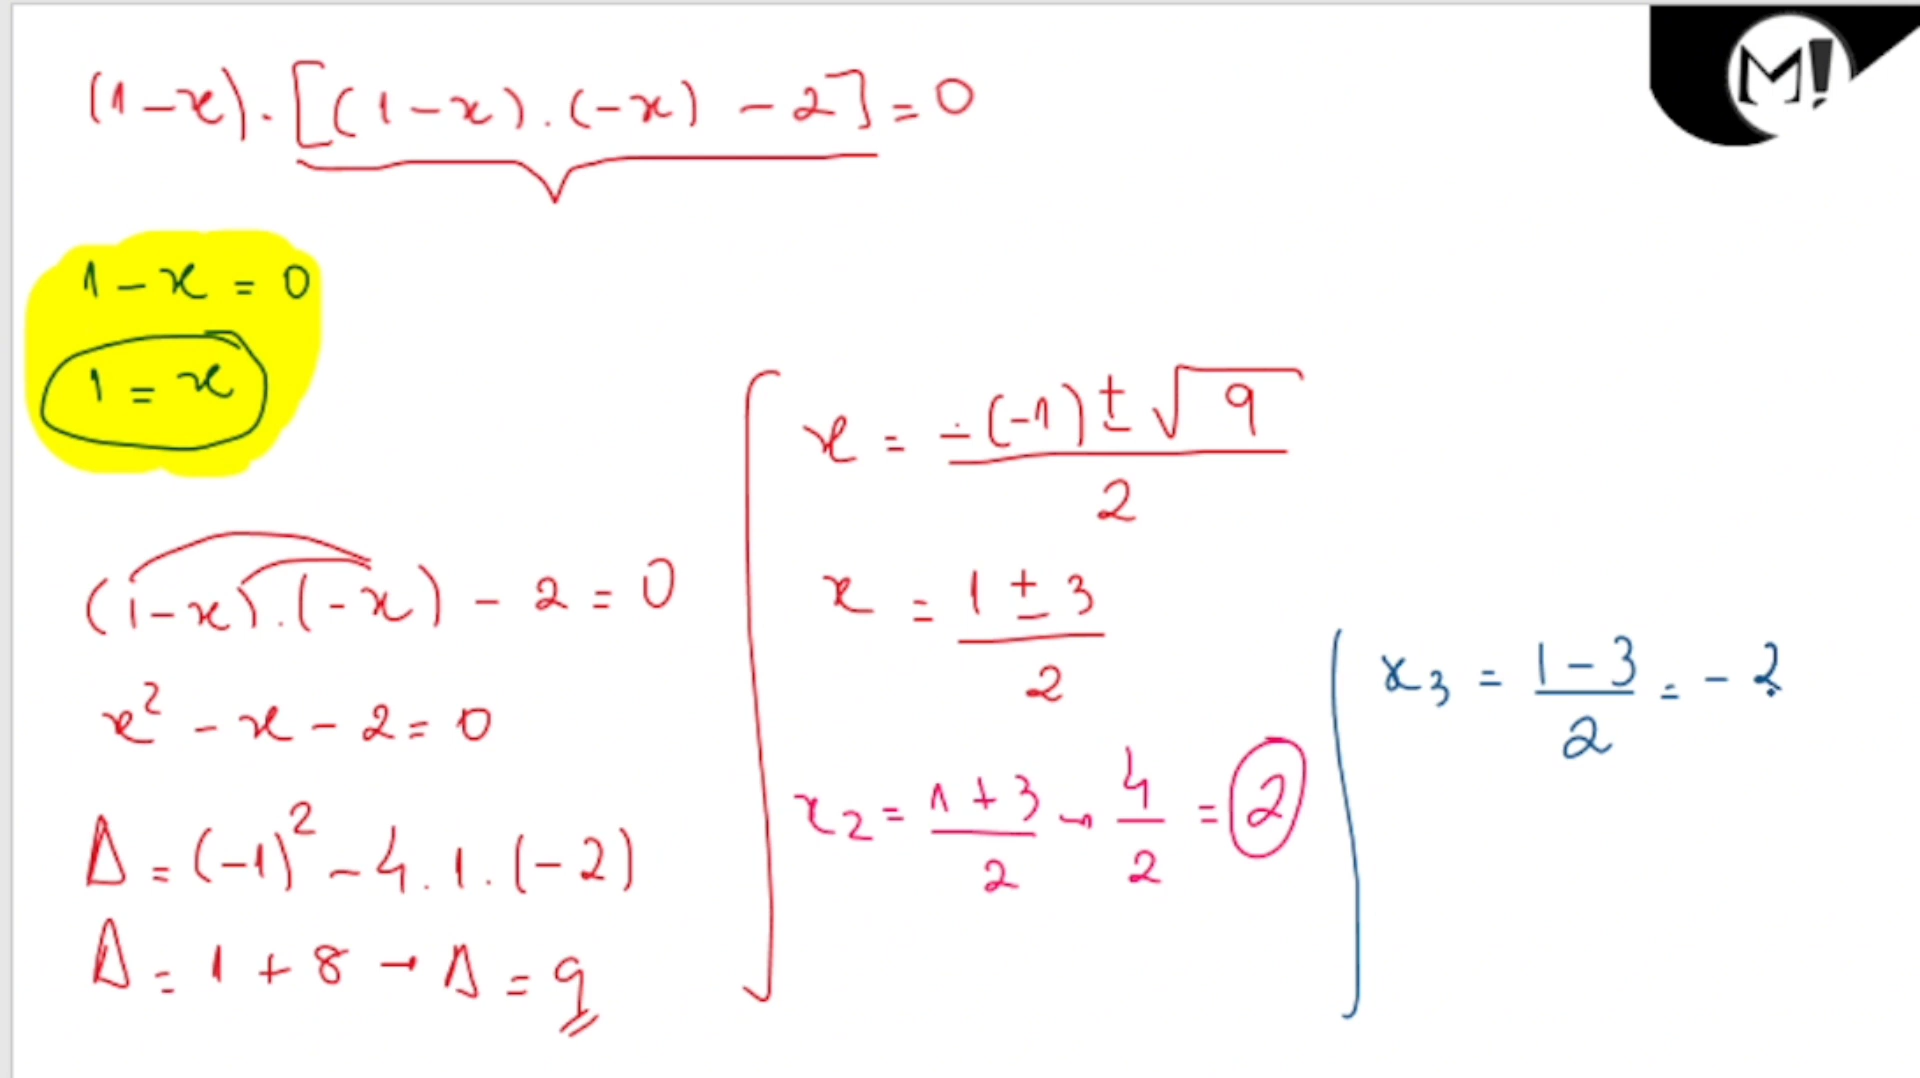 (1-x).[(1-x).(-x) -2]=0
M!
1-x=0
1=x
(1-x).(-x)-2=0
x²-x-2=0
Δ=(-1)²-4.1.(-2)
Δ=1+8→Δ=9
x = -(-1)±√9 / 2
x = 1±3 / 2
x₂= 1+3 / 2 → 4 / 2 = 2
x₃ = 1-3 / 2 = -2